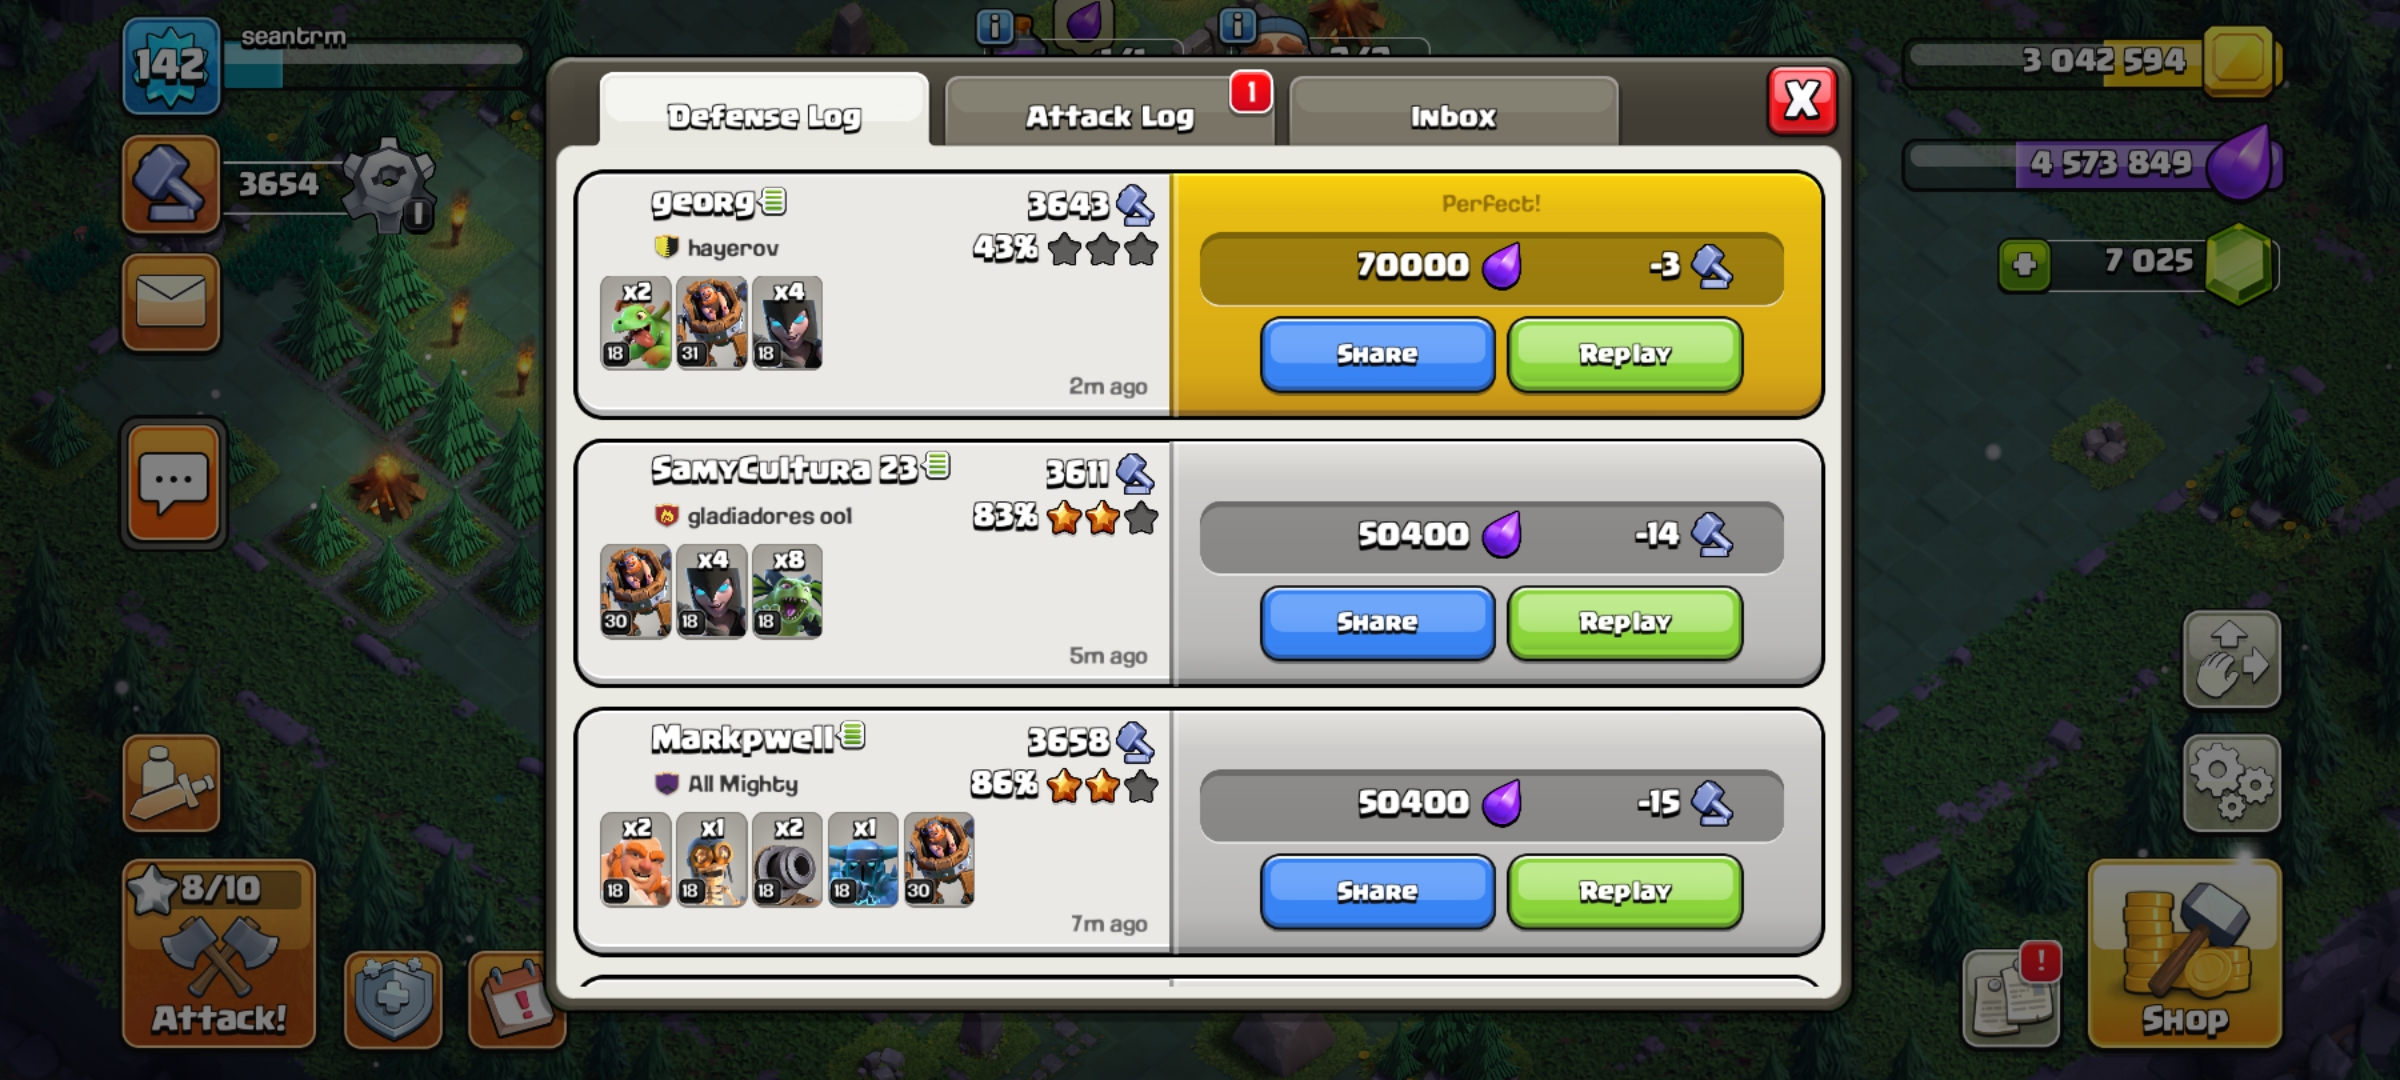 142
seantrm
3 042 594
3654
4 573 849
7 025
Defense Log
Attack Log
1
Inbox
X
georg
3643
hayerov
43%
x2
x4
18
31
18
2m ago
Perfect!
70000
-3
Share
Replay
SamyCultura 23
3611
gladiadores oo1
83%
x4
x8
30
18
18
5m ago
50400
-14
Share
Replay
Markpwell
3658
All Mighty
86%
x2
x1
x2
x1
18
18
18
18
30
7m ago
50400
-15
Share
Replay
8/10
Attack!
!
!
Shop